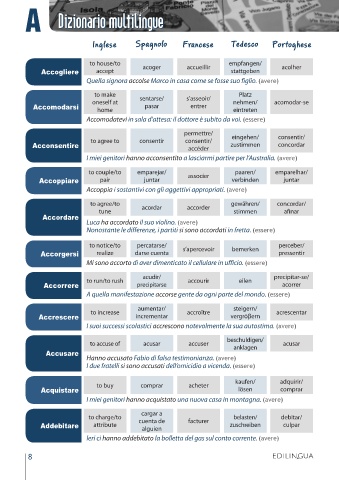 A Dizionario multilingue
Inglese Spagnolo Francese Tedesco Portoghese
Accogliere
to house/to accept
acoger
accueillir
empfangen/ stattgeben
acolher
Quella signora accolse Marco in casa come se fosse suo figlio. (avere)
Accomodarsi
to make oneself at home
sentarse/ pasar
s'asseoir/ entrer
Platz nehmen/ eintreten
acomodar-se
Accomodatevi in sala d'attesa: il dottore è subito da voi. (essere)
Acconsentire
to agree to
consentir
permettre/ consentir/ accéder
eingehen/ zustimmen
consentir/ concordar
I miei genitori hanno acconsentito a lasciarmi partire per l'Australia. (avere)
Accoppiare
to couple/to pair
emparejar/ juntar
associer
paaren/ verbinden
emparelhar/ juntar
Accoppia i sostantivi con gli aggettivi appropriati. (avere)
Accordare
to agree/to tune
acordar
accorder
gewähren/ stimmen
concordar/ afinar
Luca ha accordato il suo violino. (avere)
Nonostante le differenze, i partiti si sono accordati in fretta. (essere)
Accorgersi
to notice/to realize
percatarse/ darse cuenta
s'apercevoir
bemerken
perceber/ pressentir
Mi sono accorta di aver dimenticato il cellulare in ufficio. (essere)
Accorrere
to run/to rush
acudir/ precipitarse
accourir
eilen
precipitar-se/ acorrer
A quella manifestazione accorse gente da ogni parte del mondo. (essere)
Accrescere
to increase
aumentar/ incrementar
accroître
steigern/ vergrößern
acrescentar
I suoi successi scolastici accrescono notevolmente la sua autostima. (avere)
Accusare
to accuse of
acusar
accuser
beschuldigen/ anklagen
acusar
Hanno accusato Fabio di falsa testimonianza. (avere)
I due fratelli si sono accusati dell'omicidio a vicenda. (essere)
Acquistare
to buy
comprar
acheter
kaufen/ lösen
adquirir/ comprar
I miei genitori hanno acquistato una nuova casa in montagna. (avere)
Addebitare
to charge/to attribute
cargar a cuenta de alguien
facturer
belasten/ zuschreiben
debitar/ culpar
Ieri ci hanno addebitato la bolletta del gas sul conto corrente. (avere)
8
EDILINGUA